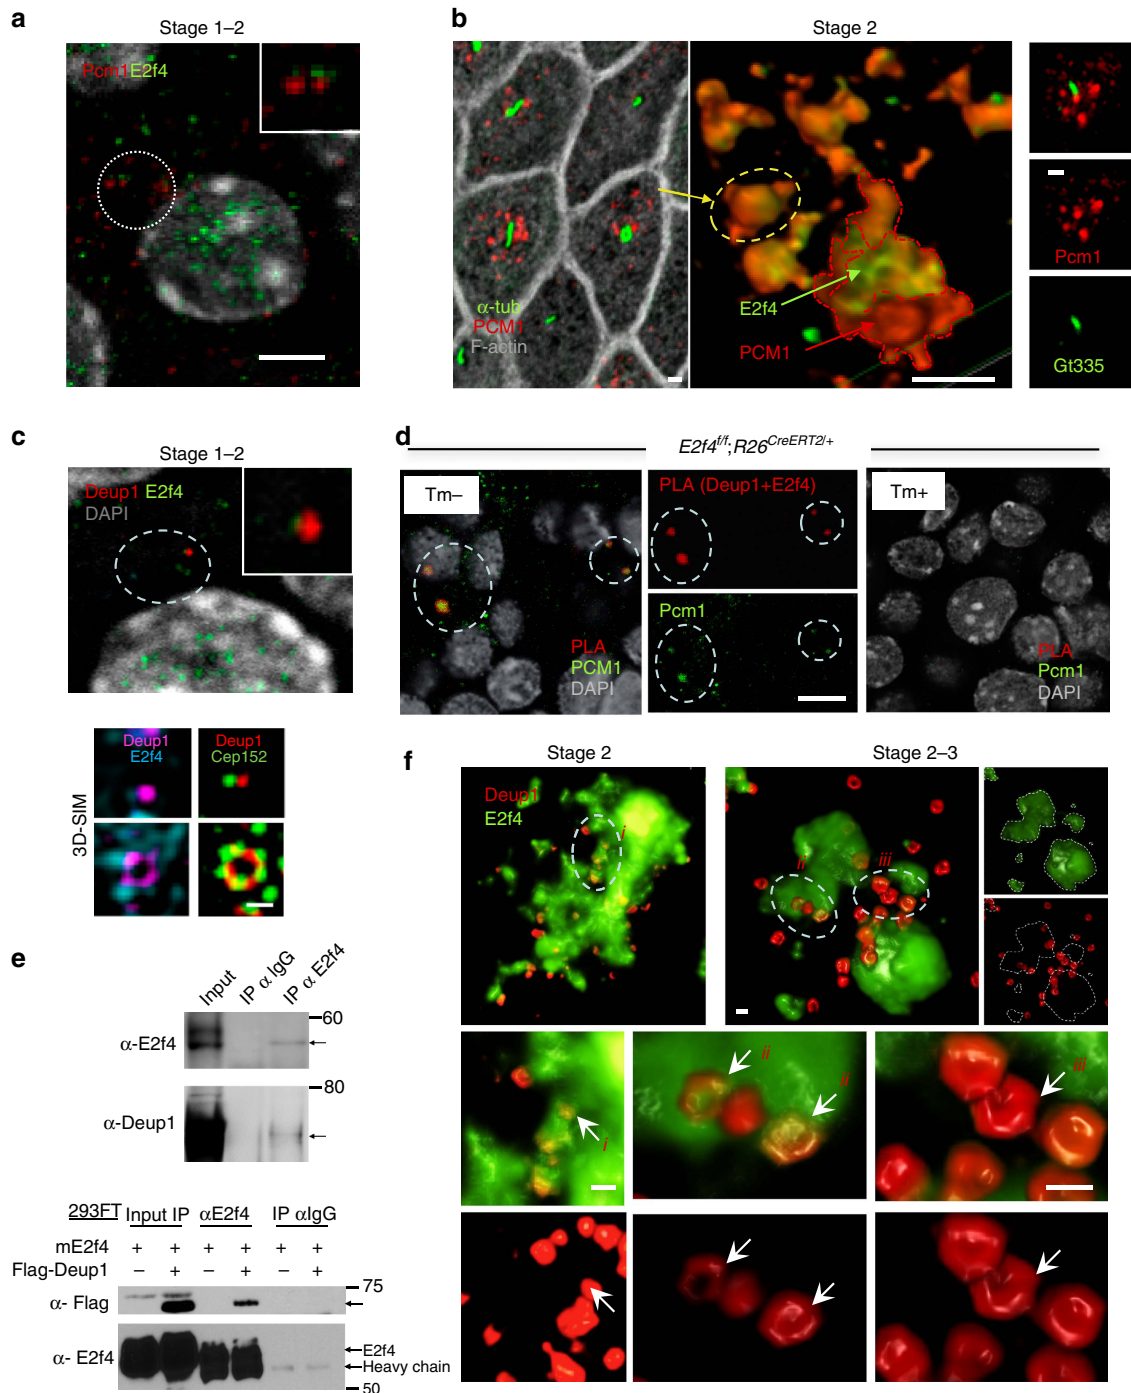 a
Stage 1–2
Pcm1 E2f4
b
Stage 2
α-tub
PCM1
F-actin
E2f4
PCM1
Pcm1
Gt335
c
Stage 1–2
Deup1 E2f4
DAPI
3D-SIM
Deup1
E2f4
Deup1
Cep152
d
E2f4f/f;R26CreERT2/+
Tm–
PLA
PCM1
DAPI
PLA (Deup1+E2f4)
Pcm1
Tm+
PLA
Pcm1
DAPI
e
Input
IP α IgG
IP α E2f4
α-E2f4
60
α-Deup1
80
293FT Input IP αE2f4 IP αIgG
mE2f4 + + + + + +
Flag-Deup1 – + – + – +
α- Flag
75
α- E2f4
E2f4
Heavy chain
50
f
Stage 2
Stage 2–3
Deup1
E2f4
i
ii
iii
i
ii
ii
iii